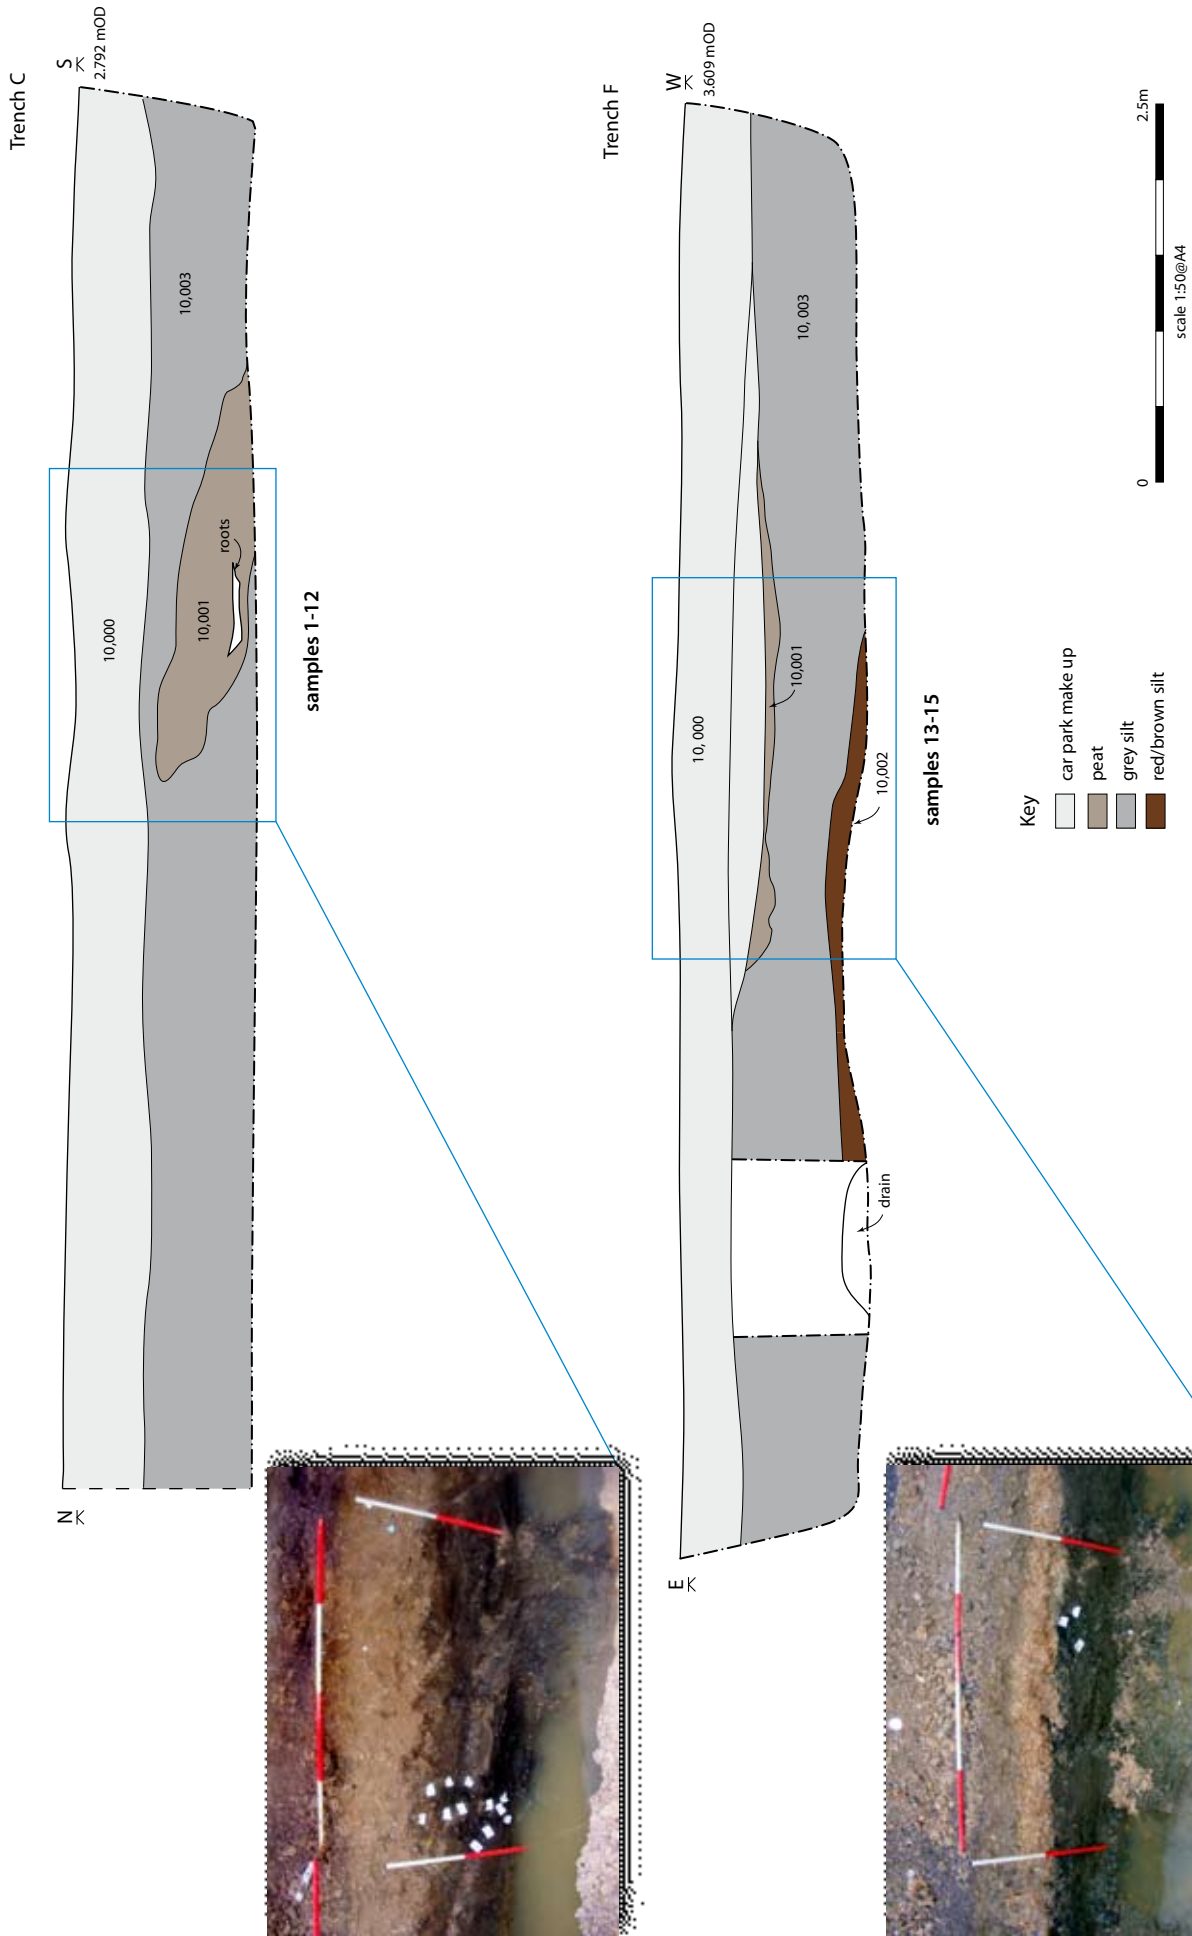 Trench C
N
S
2.792 mOD
10,000
10,003
10,001
roots
samples 1-12
Trench F
E
W
3.609 mOD
10,000
10,003
10,001
10,002
drain
samples 13-15
Key
car park make up
peat
grey silt
red/brown silt
0
2.5m
scale 1:50@A4